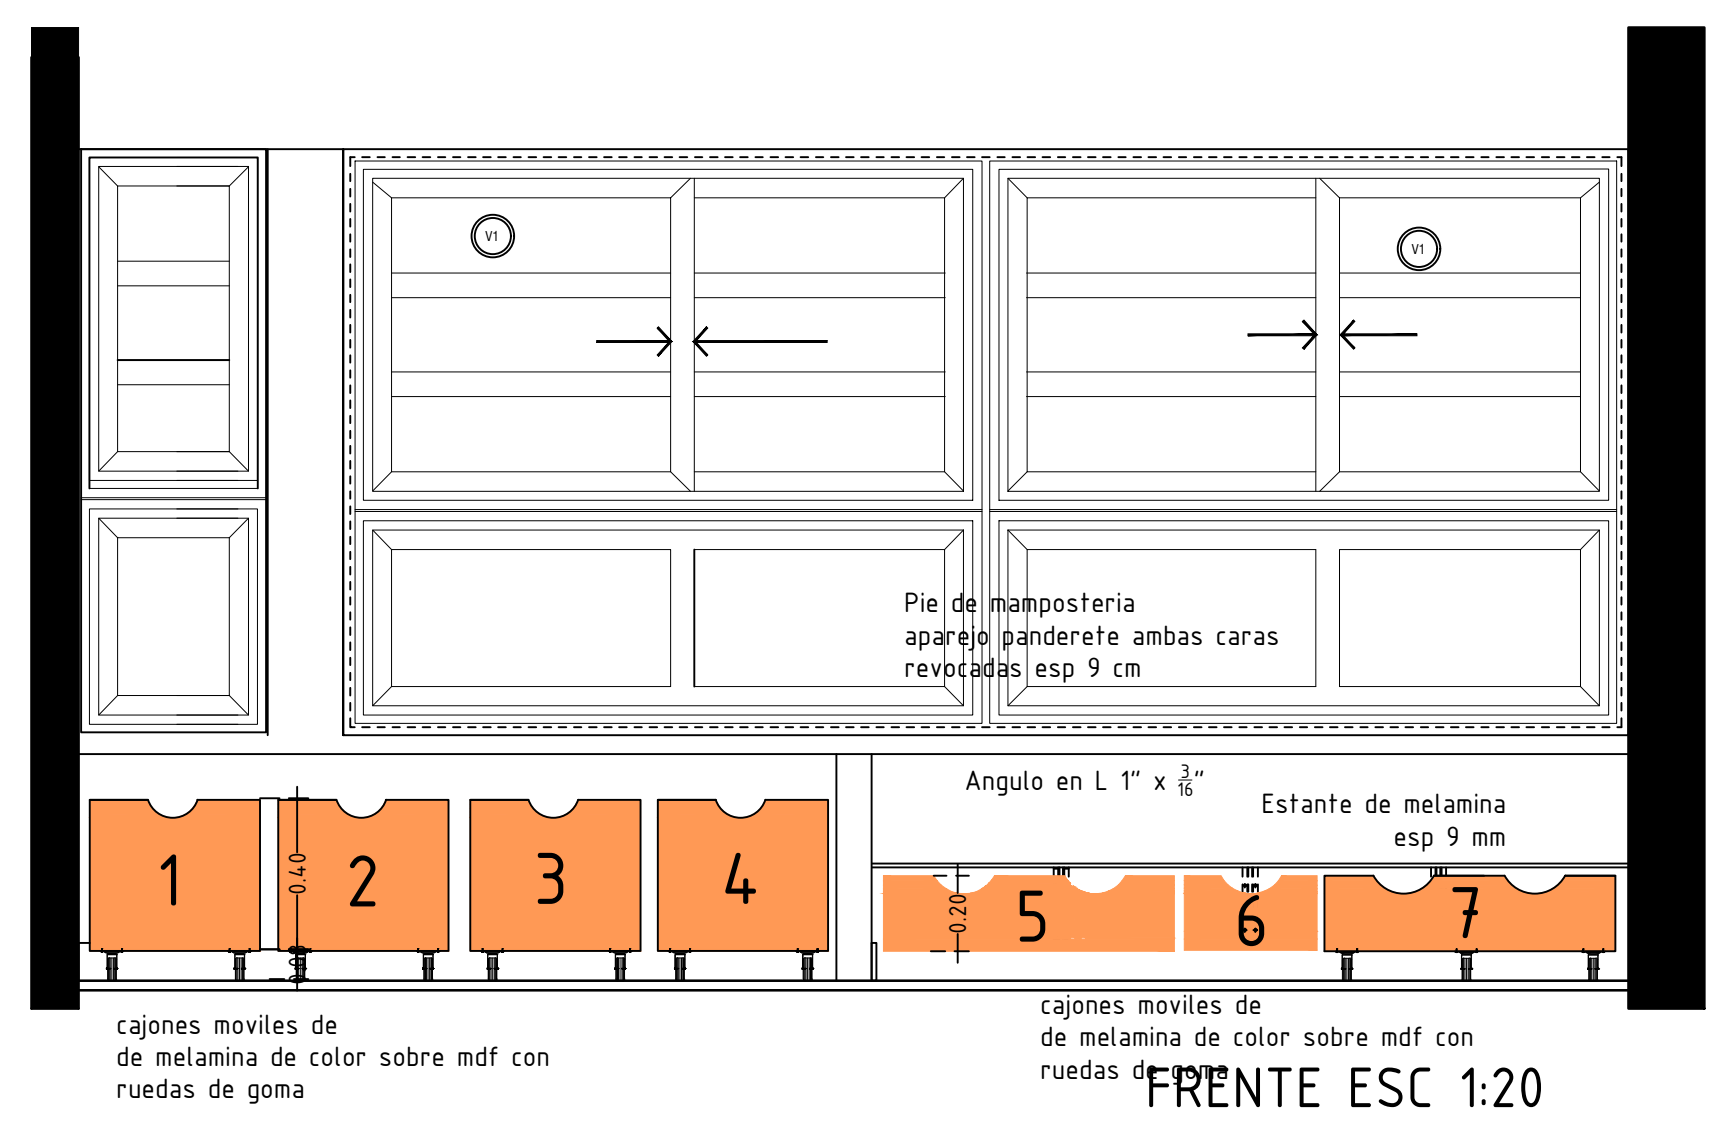 V1
V1
Pie de mamposteria
aparejo panderete ambas caras
revocadas esp 9 cm
Angulo en L 1" x 3/16"
Estante de melamina
esp 9 mm
1
2
3
4
5
6
7
0.40
0.08
0.20
cajones moviles de
de melamina de color sobre mdf con
ruedas de goma
cajones moviles de
de melamina de color sobre mdf con
ruedas de goma
FRENTE ESC 1:20